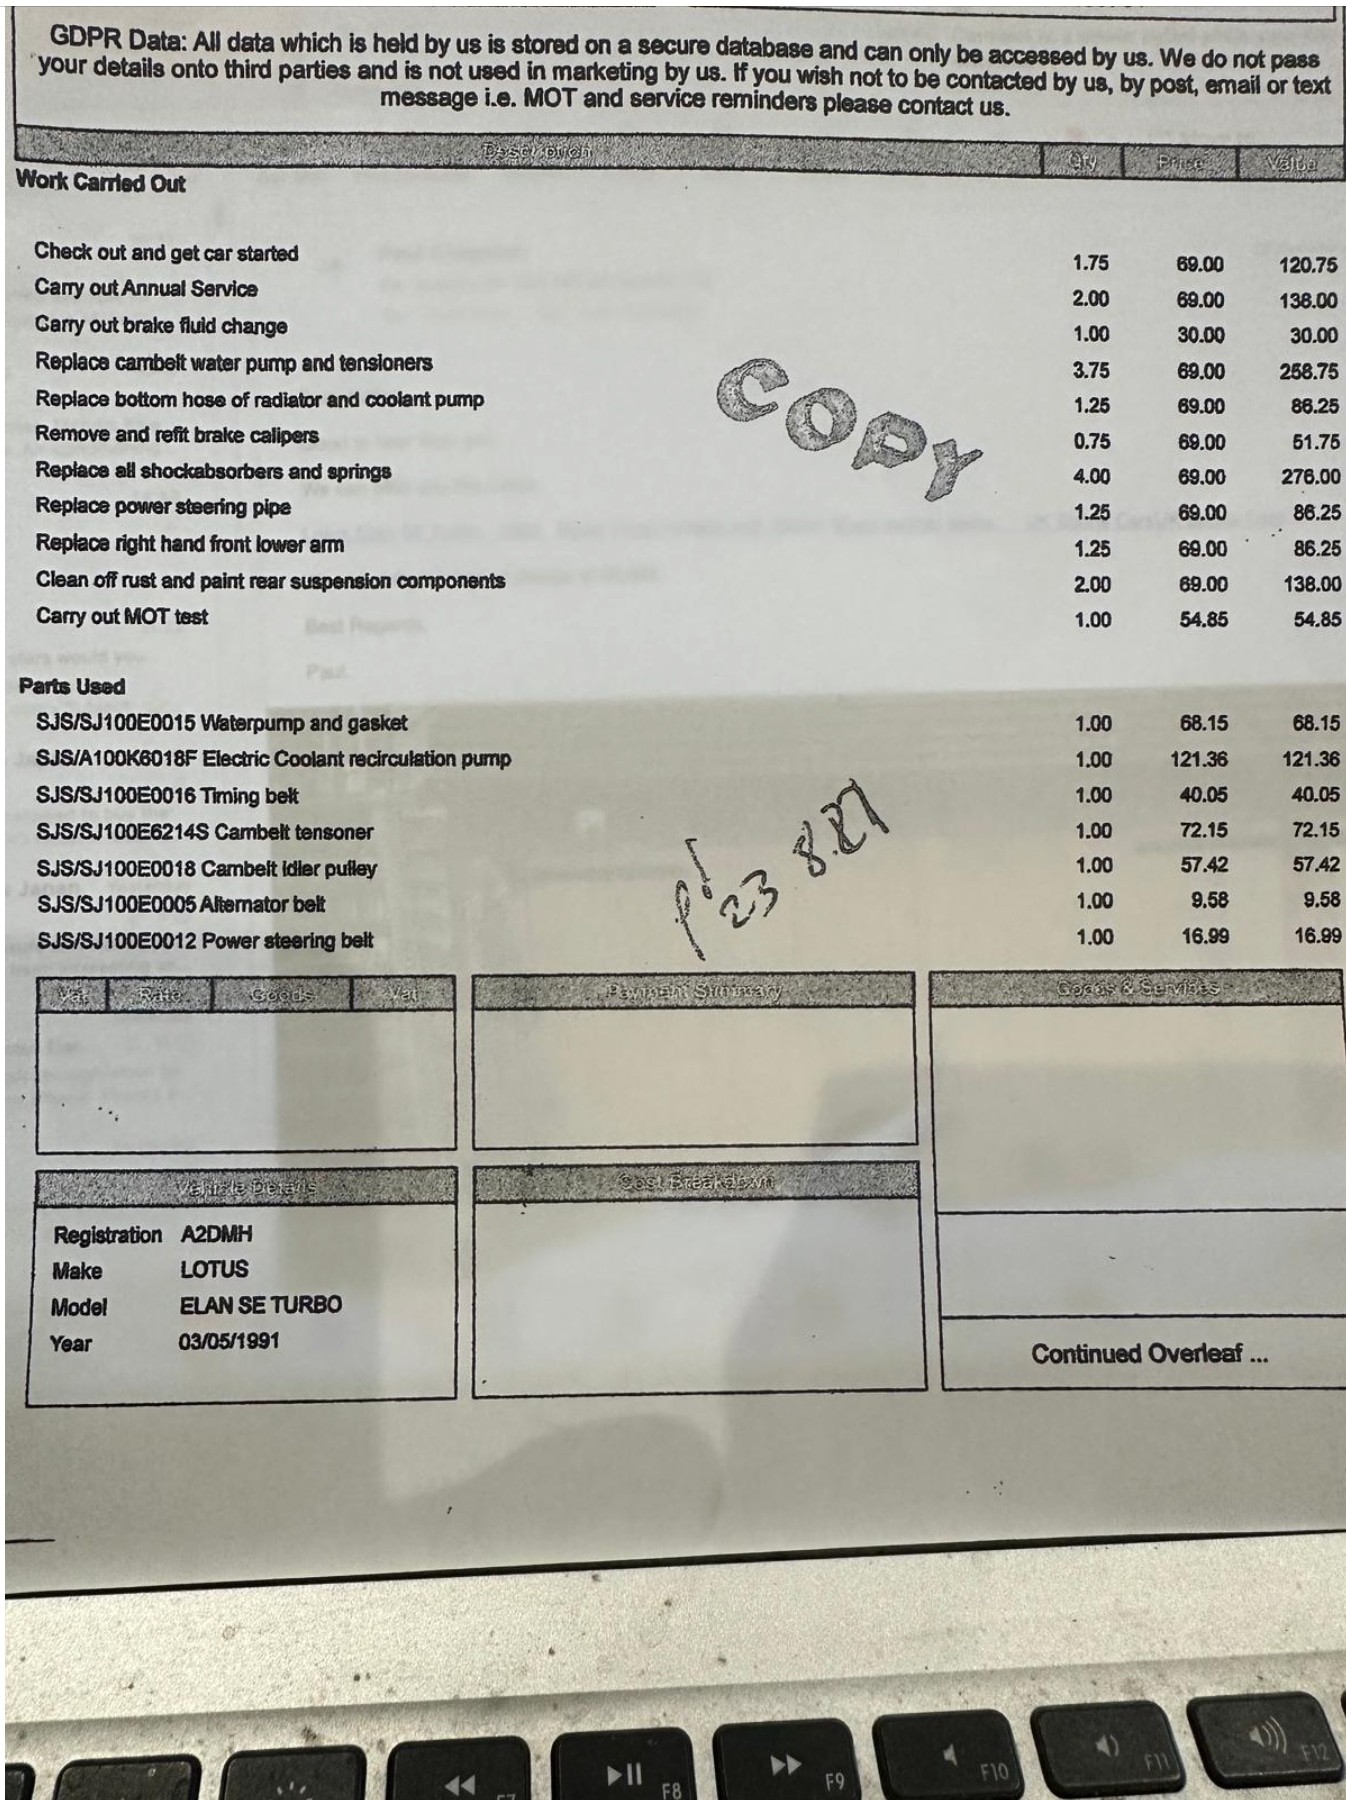 GDPR Data: All data which is held by us is stored on a secure database and can only be accessed by us. We do not pass
your details onto third parties and is not used in marketing by us. If you wish not to be contacted by us, by post, email or text
message i.e. MOT and service reminders please contact us.
Description Qty Price Value
Work Carried Out
Check out and get car started 1.75 69.00 120.75
Carry out Annual Service 2.00 69.00 138.00
Carry out brake fluid change 1.00 30.00 30.00
Replace cambelt water pump and tensioners 3.75 69.00 258.75
Replace bottom hose of radiator and coolant pump 1.25 69.00 86.25
Remove and refit brake calipers 0.75 69.00 51.75
Replace all shockabsorbers and springs 4.00 69.00 276.00
Replace power steering pipe 1.25 69.00 86.25
Replace right hand front lower arm 1.25 69.00 86.25
Clean off rust and paint rear suspension components 2.00 69.00 138.00
Carry out MOT test 1.00 54.85 54.85
COPY
Best Regards,
Paul.
Parts Used
SJS/SJ100E0015 Waterpump and gasket 1.00 68.15 68.15
SJS/A100K6018F Electric Coolant recirculation pump 1.00 121.36 121.36
SJS/SJ100E0016 Timing belt 1.00 40.05 40.05
SJS/SJ100E6214S Cambelt tensoner 1.00 72.15 72.15
SJS/SJ100E0018 Cambelt idler pulley 1.00 57.42 57.42
SJS/SJ100E0005 Alternator belt 1.00 9.58 9.58
SJS/SJ100E0012 Power steering belt 1.00 16.99 16.99
Vat Rate Goods Vat
Payment Summary
Goods & Services
Vehicle Details
Registration A2DMH
Make LOTUS
Model ELAN SE TURBO
Year 03/05/1991
Cost Breakdown
Continued Overleaf ...
F7 F8 F9 F10 F11 F12